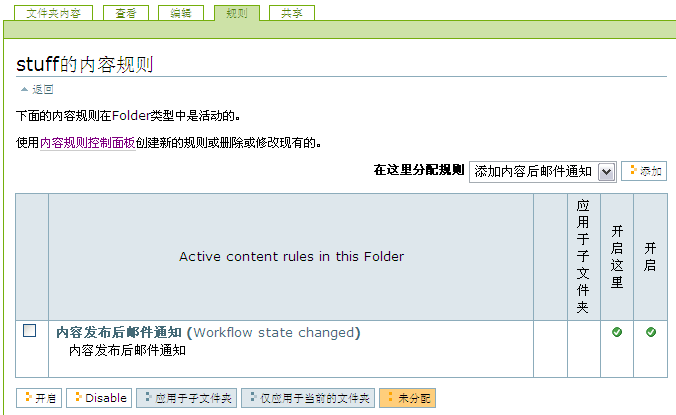 文件夹内容 查看 编辑 规则 共享
stuff的内容规则
返回
下面的内容规则在Folder类型中是活动的。
使用内容规则控制面板创建新的规则或删除或修改现有的。
在这里分配规则 添加内容后邮件通知 添加
Active content rules in this Folder 应用于子文件夹 开启这里 开启
内容发布后邮件通知 (Workflow state changed)
内容发布后邮件通知
开启 Disable 应用于子文件夹 仅应用于当前的文件夹 未分配